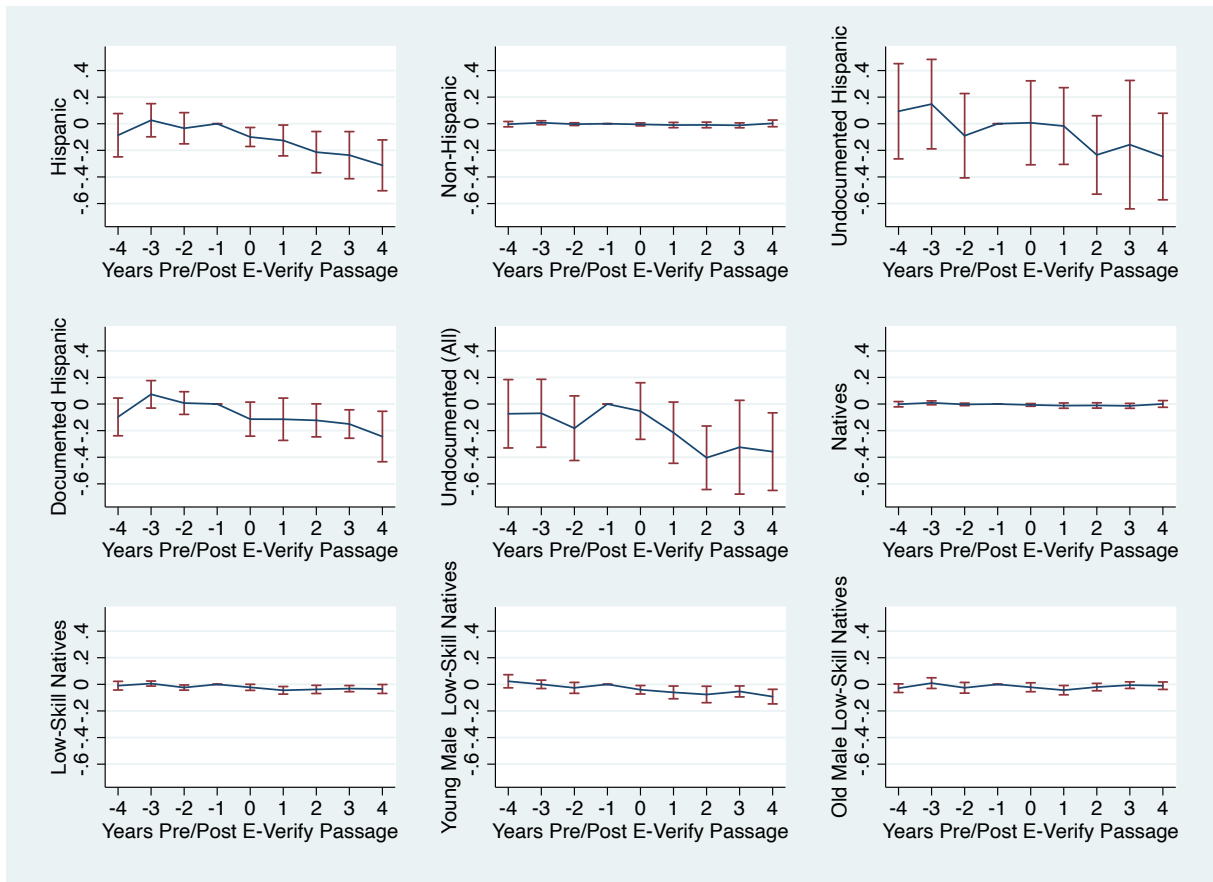 Hispanic
.4
.2
0
-.2
-.4
-.6
-4 -3 -2 -1 0 1 2 3 4
Years Pre/Post E-Verify Passage
Non-Hispanic
.4
.2
0
-.2
-.4
-.6
-4 -3 -2 -1 0 1 2 3 4
Years Pre/Post E-Verify Passage
Undocumented Hispanic
.4
.2
0
-.2
-.4
-.6
-4 -3 -2 -1 0 1 2 3 4
Years Pre/Post E-Verify Passage
Documented Hispanic
.4
.2
0
-.2
-.4
-.6
-4 -3 -2 -1 0 1 2 3 4
Years Pre/Post E-Verify Passage
Undocumented (All)
.4
.2
0
-.2
-.4
-.6
-4 -3 -2 -1 0 1 2 3 4
Years Pre/Post E-Verify Passage
Natives
.4
.2
0
-.2
-.4
-.6
-4 -3 -2 -1 0 1 2 3 4
Years Pre/Post E-Verify Passage
Low-Skill Natives
.4
.2
0
-.2
-.4
-.6
-4 -3 -2 -1 0 1 2 3 4
Years Pre/Post E-Verify Passage
Young Male Low-Skill Natives
.4
.2
0
-.2
-.4
-.6
-4 -3 -2 -1 0 1 2 3 4
Years Pre/Post E-Verify Passage
Old Male Low-Skill Natives
.4
.2
0
-.2
-.4
-.6
-4 -3 -2 -1 0 1 2 3 4
Years Pre/Post E-Verify Passage